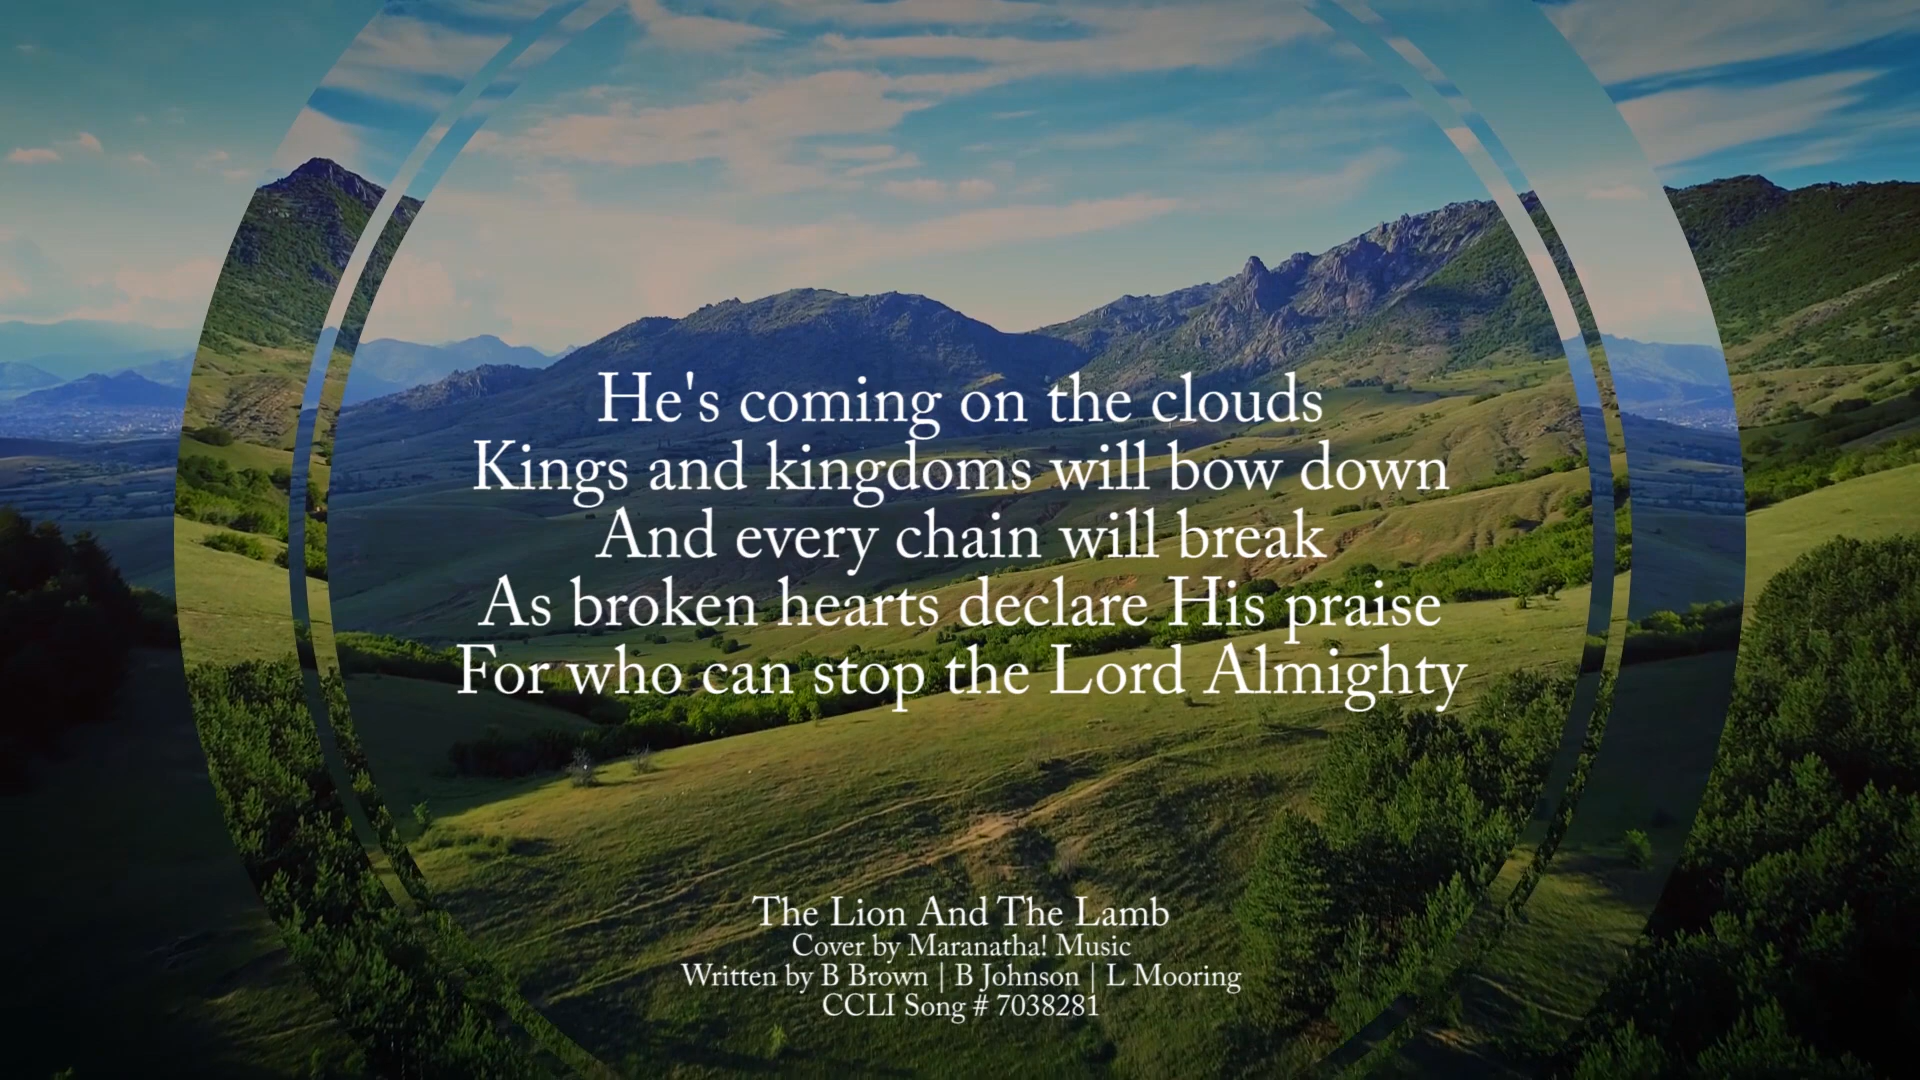 He's coming on the clouds
Kings and kingdoms will bow down
And every chain will break
As broken hearts declare His praise
For who can stop the Lord Almighty
The Lion And The Lamb
Cover by Maranatha! Music
Written by B Brown | B Johnson | L Mooring
CCLI Song # 7038281